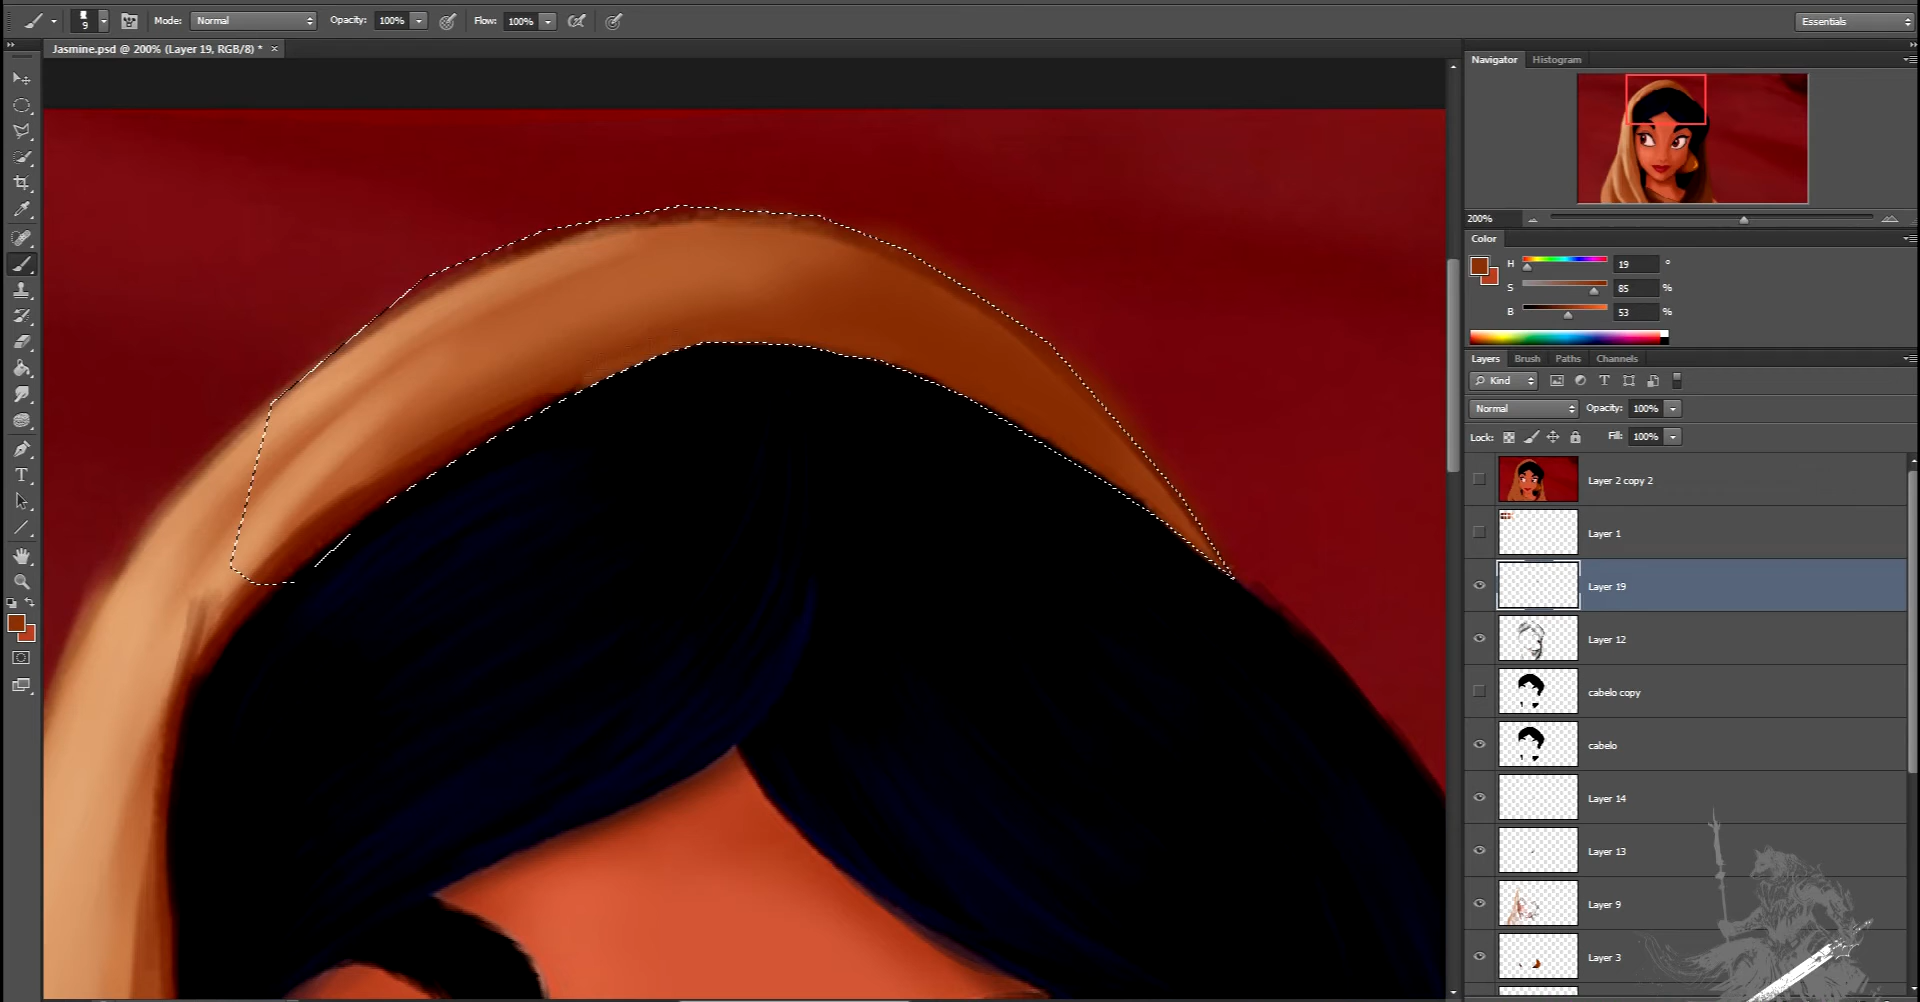 9 Mode: Normal Opacity: 100% Flow: 100% Essentials
Jasmine.psd @ 200% (Layer 19, RGB/8) * ×
Navigator Histogram
200%
Color
H 19 °
S 85 %
B 53 %
Layers Brush Paths Channels
Kind
Normal Opacity: 100%
Lock: Fill: 100%
Layer 2 copy 2
Layer 1
Layer 19
Layer 12
cabelo copy
cabelo
Layer 14
Layer 13
Layer 9
Layer 3